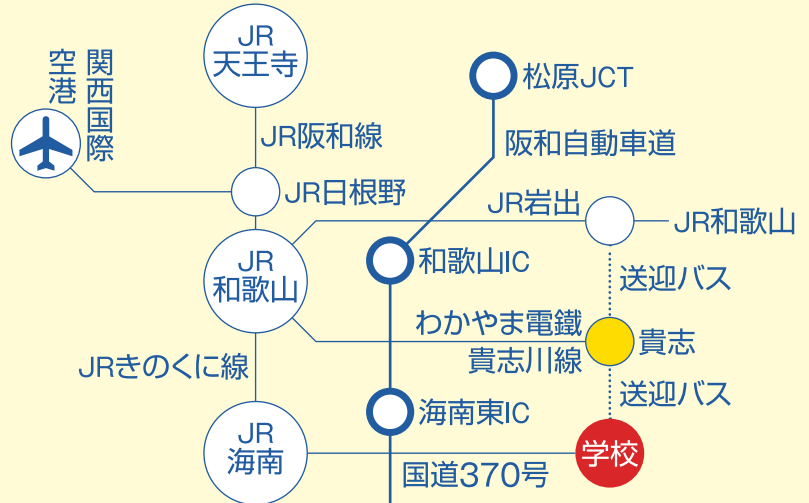 JR
天王寺
松原JCT
関西国際
空港
JR阪和線
阪和自動車道
JR日根野
JR岩出
JR和歌山
JR
和歌山
和歌山IC
送迎バス
わかやま電鐵
貴志川線
貴志
JRきのくに線
送迎バス
海南東IC
JR
海南
学校
国道370号